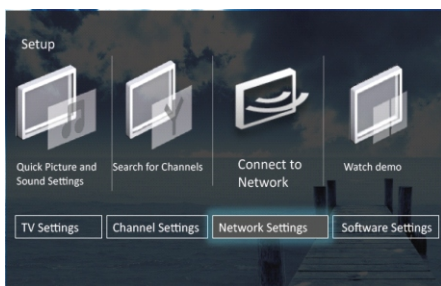 Setup
Quick Picture and
Sound Settings
Search for Channels
Connect to
Network
Watch demo
TV Settings
Channel Settings
Network Settings
Software Settings